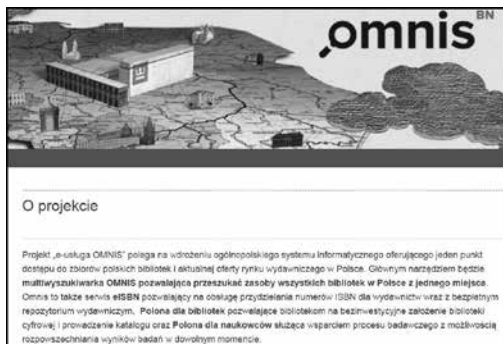 omnis BN
O projekcie
Projekt „e-usługa OMNIS” polega na wdrożeniu ogólnopolskiego systemu informatycznego oferującego jeden punkt
dostępu do zbiorów polskich bibliotek i aktualnej oferty rynku wydawniczego w Polsce. Głównym narzędziem będzie
multiwyszukiwarka OMNIS pozwalająca przeszukać zasoby wszystkich bibliotek w Polsce z jednego miejsca.
Omnis to także serwis eISBN pozwalający na obsługę przydzielania numerów ISBN dla wydawnictw wraz z bezpłatnym
repozytorium wydawniczym, Polona dla bibliotek pozwalające bibliotekom na bezinwestycyjne założenie biblioteki
cyfrowej i prowadzenie katalogu oraz Polona dla naukowców służąca wsparciem procesu badawczego z możliwością
rozpowszechniania wyników badań w dowolnym momencie.